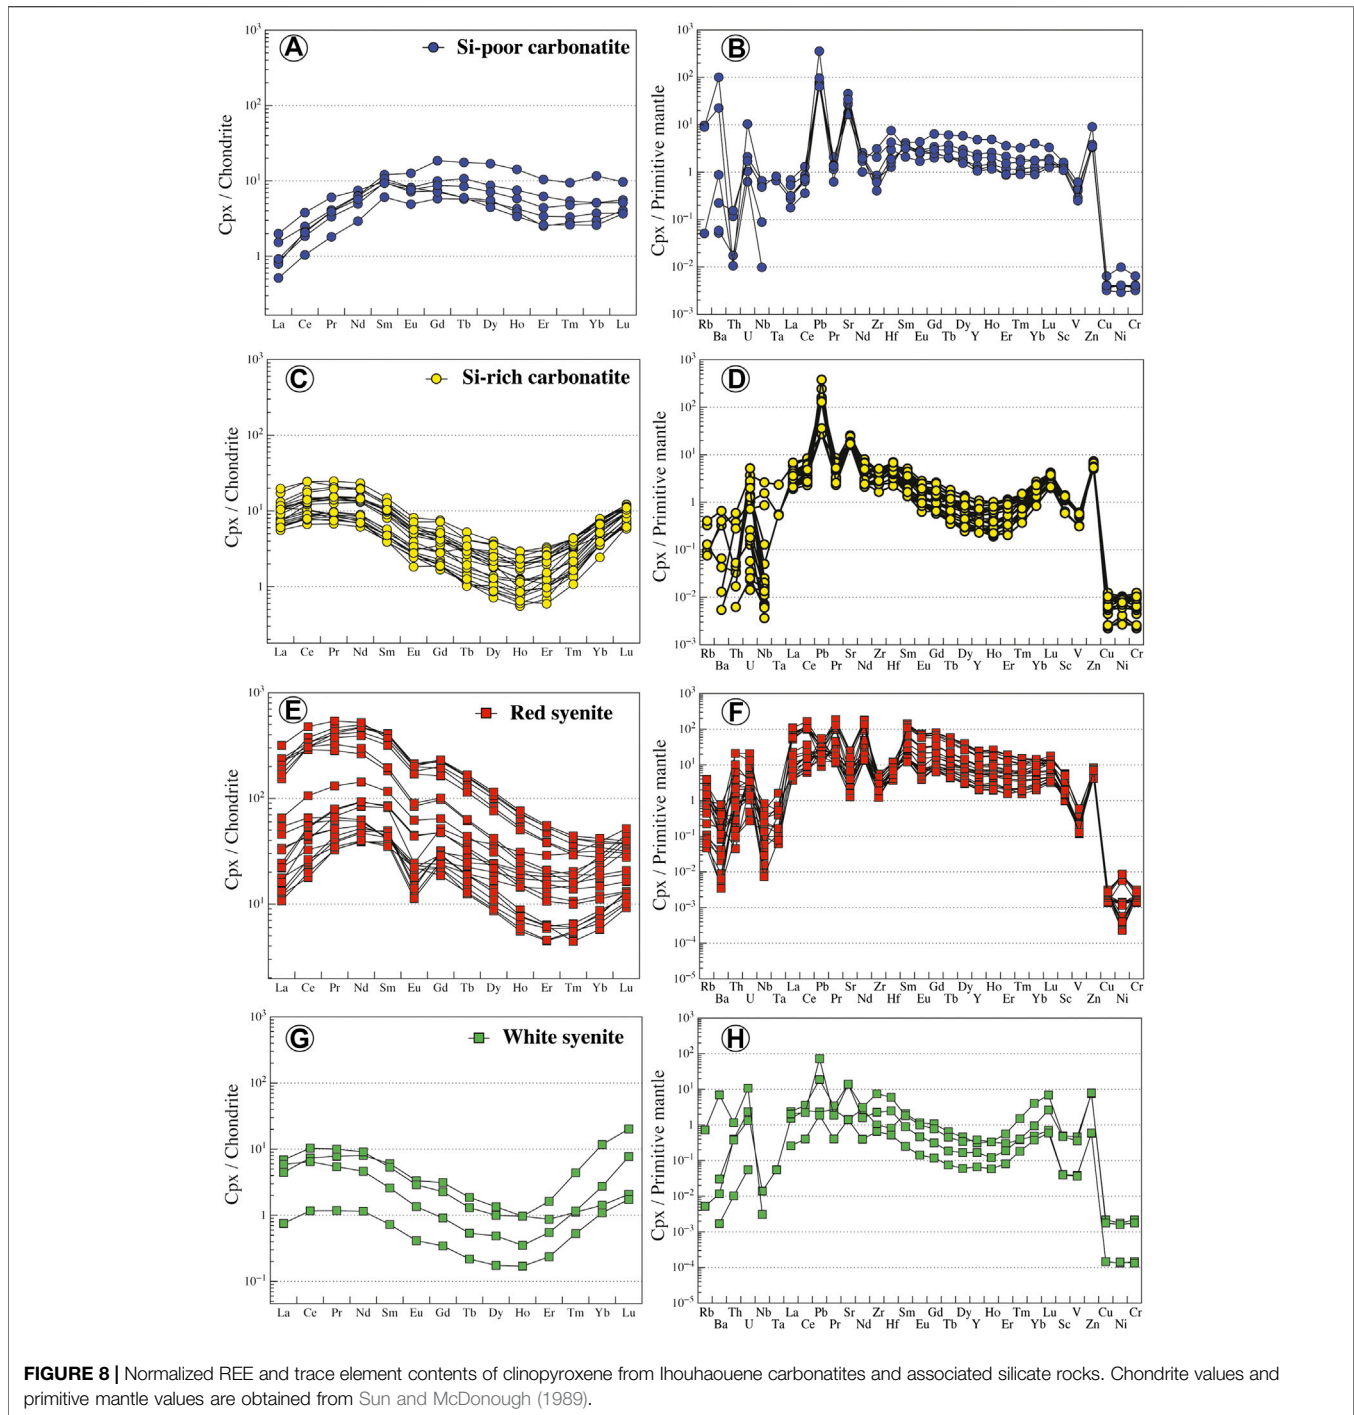 A
Si-poor carbonatite
Cpx / Chondrite
10³
10²
10
1
La Ce Pr Nd Sm Eu Gd Tb Dy Ho Er Tm Yb Lu
B
Cpx / Primitive mantle
10³
10²
10
1
10⁻¹
10⁻²
10⁻³
Rb Th Nb La Pb Sr Zr Sm Gd Dy Ho Tm Lu V Cu Cr
Ba U Ta Ce Pr Nd Hf Eu Tb Y Er Yb Sc Zn Ni
C
Si-rich carbonatite
Cpx / Chondrite
10³
10²
10
1
La Ce Pr Nd Sm Eu Gd Tb Dy Ho Er Tm Yb Lu
D
Cpx / Primitive mantle
10³
10²
10
1
10⁻¹
10⁻²
10⁻³
Rb Th Nb La Pb Sr Zr Sm Gd Dy Ho Tm Lu V Cu Cr
Ba U Ta Ce Pr Nd Hf Eu Tb Y Er Yb Sc Zn Ni
E
Red syenite
Cpx / Chondrite
10³
10²
10
La Ce Pr Nd Sm Eu Gd Tb Dy Ho Er Tm Yb Lu
F
Cpx / Primitive mantle
10³
10²
10
1
10⁻¹
10⁻²
10⁻³
10⁻⁴
10⁻⁵
Rb Th Nb La Pb Sr Zr Sm Gd Dy Ho Tm Lu V Cu Cr
Ba U Ta Ce Pr Nd Hf Eu Tb Y Er Yb Sc Zn Ni
G
White syenite
Cpx / Chondrite
10³
10²
10
1
10⁻¹
La Ce Pr Nd Sm Eu Gd Tb Dy Ho Er Tm Yb Lu
H
Cpx / Primitive mantle
10³
10²
10
1
10⁻¹
10⁻²
10⁻³
10⁻⁴
10⁻⁵
Rb Th Nb La Pb Sr Zr Sm Gd Dy Ho Tm Lu V Cu Cr
Ba U Ta Ce Pr Nd Hf Eu Tb Y Er Yb Sc Zn Ni
FIGURE 8 | Normalized REE and trace element contents of clinopyroxene from Ihouhaouene carbonatites and associated silicate rocks. Chondrite values and
primitive mantle values are obtained from Sun and McDonough (1989).